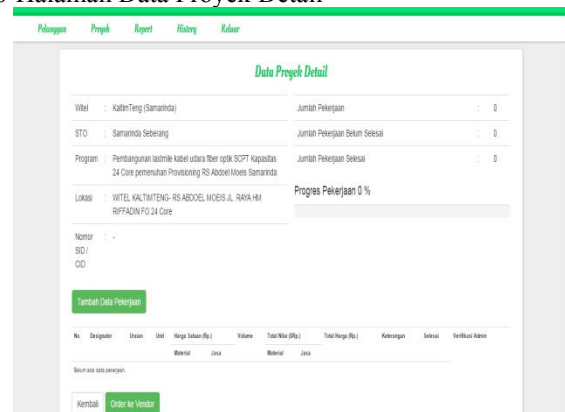 Halaman Data Proyek Detail
Pelanggan Proyek Report History Keluar
Data Proyek Detail
Witel : KaltimTeng (Samarinda)
STO : Samarinda Seberang
Program : Pembangunan lastmile kabel udara fiber optik SCPT Kapasitas
24 Core pemenuhan Provisioning RS Abdoel Moeis Samarinda
Lokasi : WITEL KALTIMTENG- RS ABDOEL MOEIS JL. RAYA HM
RIFFADIN FO 24 Core
Nomor : -
SID /
CID
Jumlah Pekerjaan : 0
Jumlah Pekerjaan Belum Selesai : 0
Jumlah Pekerjaan Selesai : 0
Progres Pekerjaan 0 %
Tambah Data Pekerjaan
No. Designator Uraian Unit Harga Satuan (Rp.) Volume Total Nilai (Rp.) Total Harga (Rp.) Keterangan Selesai Verifikasi Admin
Material Jasa Material Jasa
Belum ada data pekerjaan.
Kembali Order ke Vendor